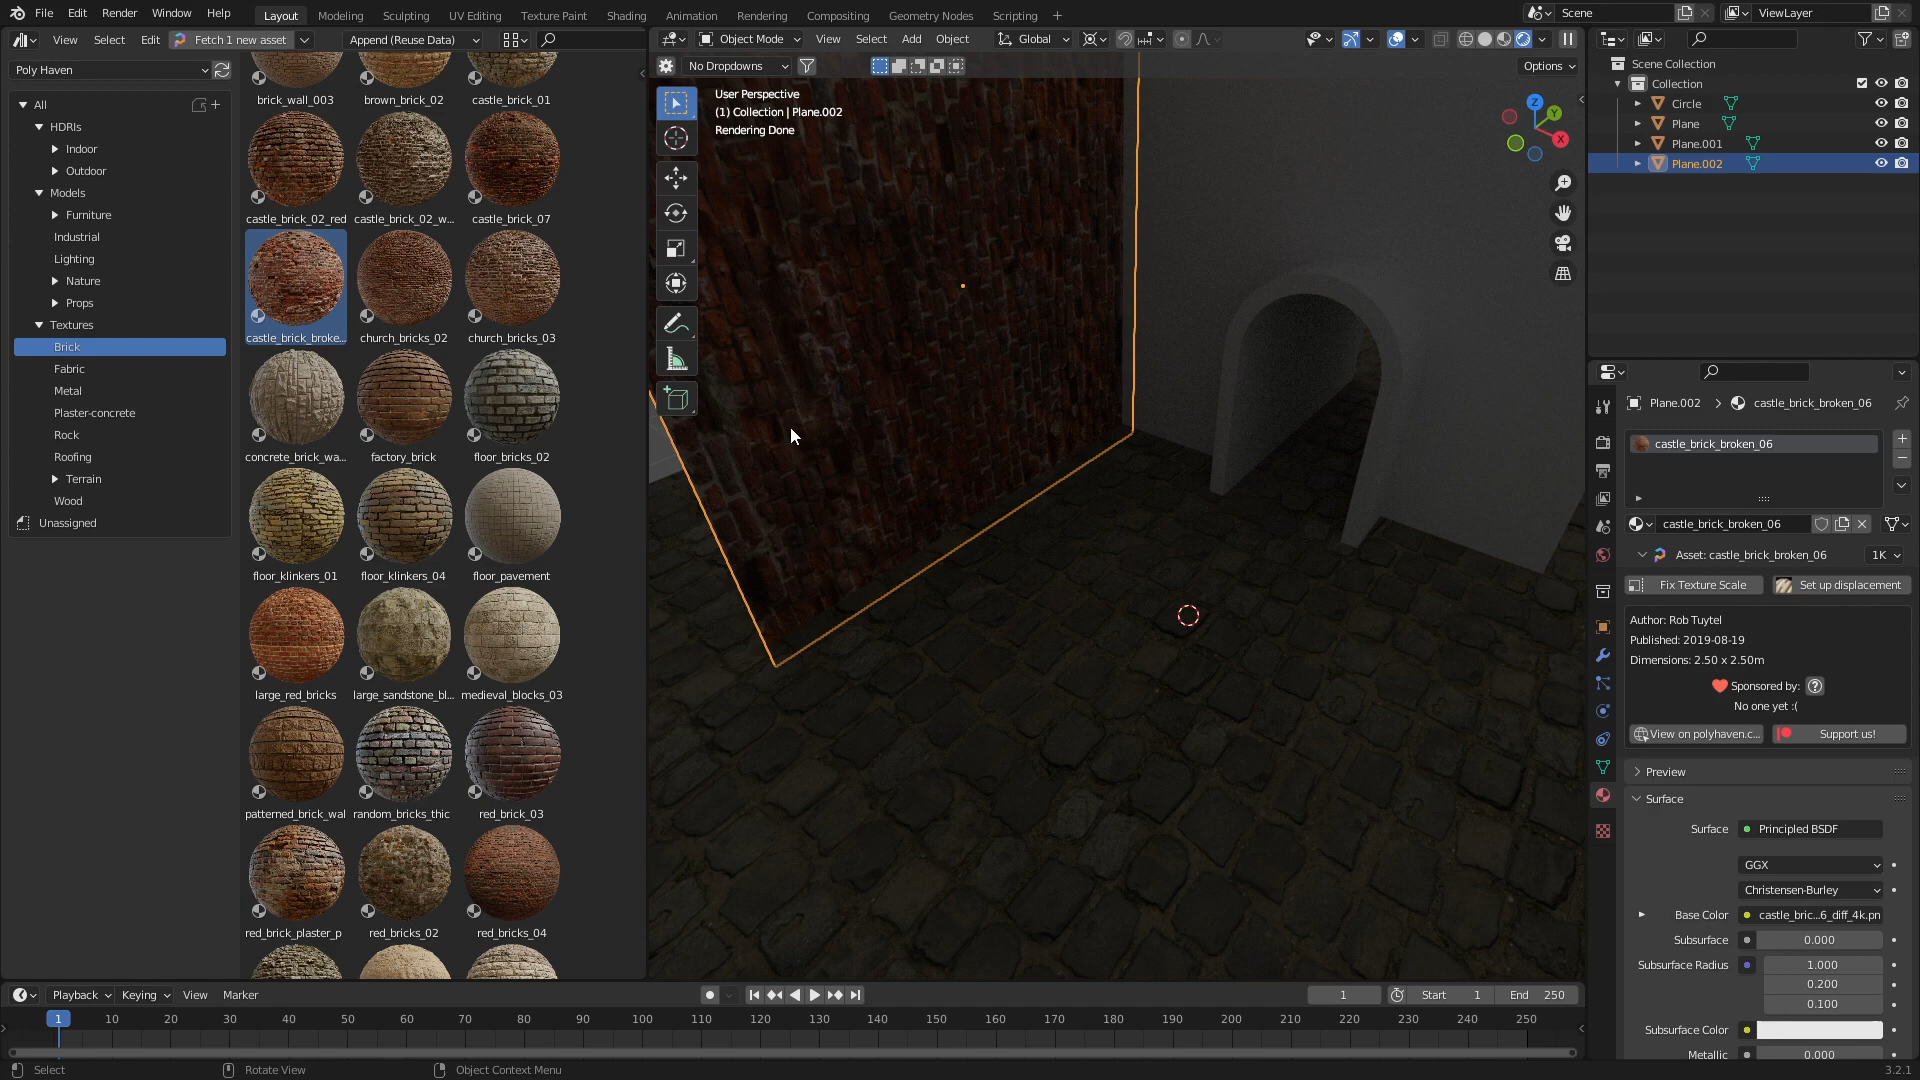 File Edit Render Window Help
Layout Modeling Sculpting UV Editing Texture Paint Shading Animation Rendering Compositing Geometry Nodes Scripting +
Scene
ViewLayer
View Select Edit Fetch 1 new asset Append (Reuse Data)
Object Mode View Select Add Object Global
No Dropdowns
Options
Poly Haven
All
HDRIs
Indoor
Outdoor
Models
Furniture
Industrial
Lighting
Nature
Props
Textures
Brick
Fabric
Metal
Plaster-concrete
Rock
Roofing
Terrain
Wood
Unassigned
brick_wall_003 brown_brick_02 castle_brick_01
castle_brick_02_red castle_brick_02_w... castle_brick_07
castle_brick_broke... church_bricks_02 church_bricks_03
concrete_brick_wa... factory_brick floor_bricks_02
floor_klinkers_01 floor_klinkers_04 floor_pavement
large_red_bricks large_sandstone_bl... medieval_blocks_03
patterned_brick_wal random_bricks_thic red_brick_03
red_brick_plaster_p red_bricks_02 red_bricks_04
User Perspective
(1) Collection | Plane.002
Rendering Done
Z
Y
X
Scene Collection
Collection
Circle
Plane
Plane.001
Plane.002
Plane.002 castle_brick_broken_06
castle_brick_broken_06
castle_brick_broken_06
Asset: castle_brick_broken_06 1K
Fix Texture Scale Set up displacement
Author: Rob Tuytel
Published: 2019-08-19
Dimensions: 2.50 x 2.50m
Sponsored by: ?
No one yet :(
View on polyhaven.c... Support us!
Preview
Surface
Surface Principled BSDF
GGX
Christensen-Burley
Base Color castle_bric...6_diff_4k.pn
Subsurface 0.000
Subsurface Radius 1.000
0.200
0.100
Subsurface Color
Metallic 0.000
Playback Keying View Marker
1 Start 1 End 250
1 10 20 30 40 50 60 70 80 90 100 110 120 130 140 150 160 170 180 190 200 210 220 230 240 250
Select Rotate View Object Context Menu
3.2.1